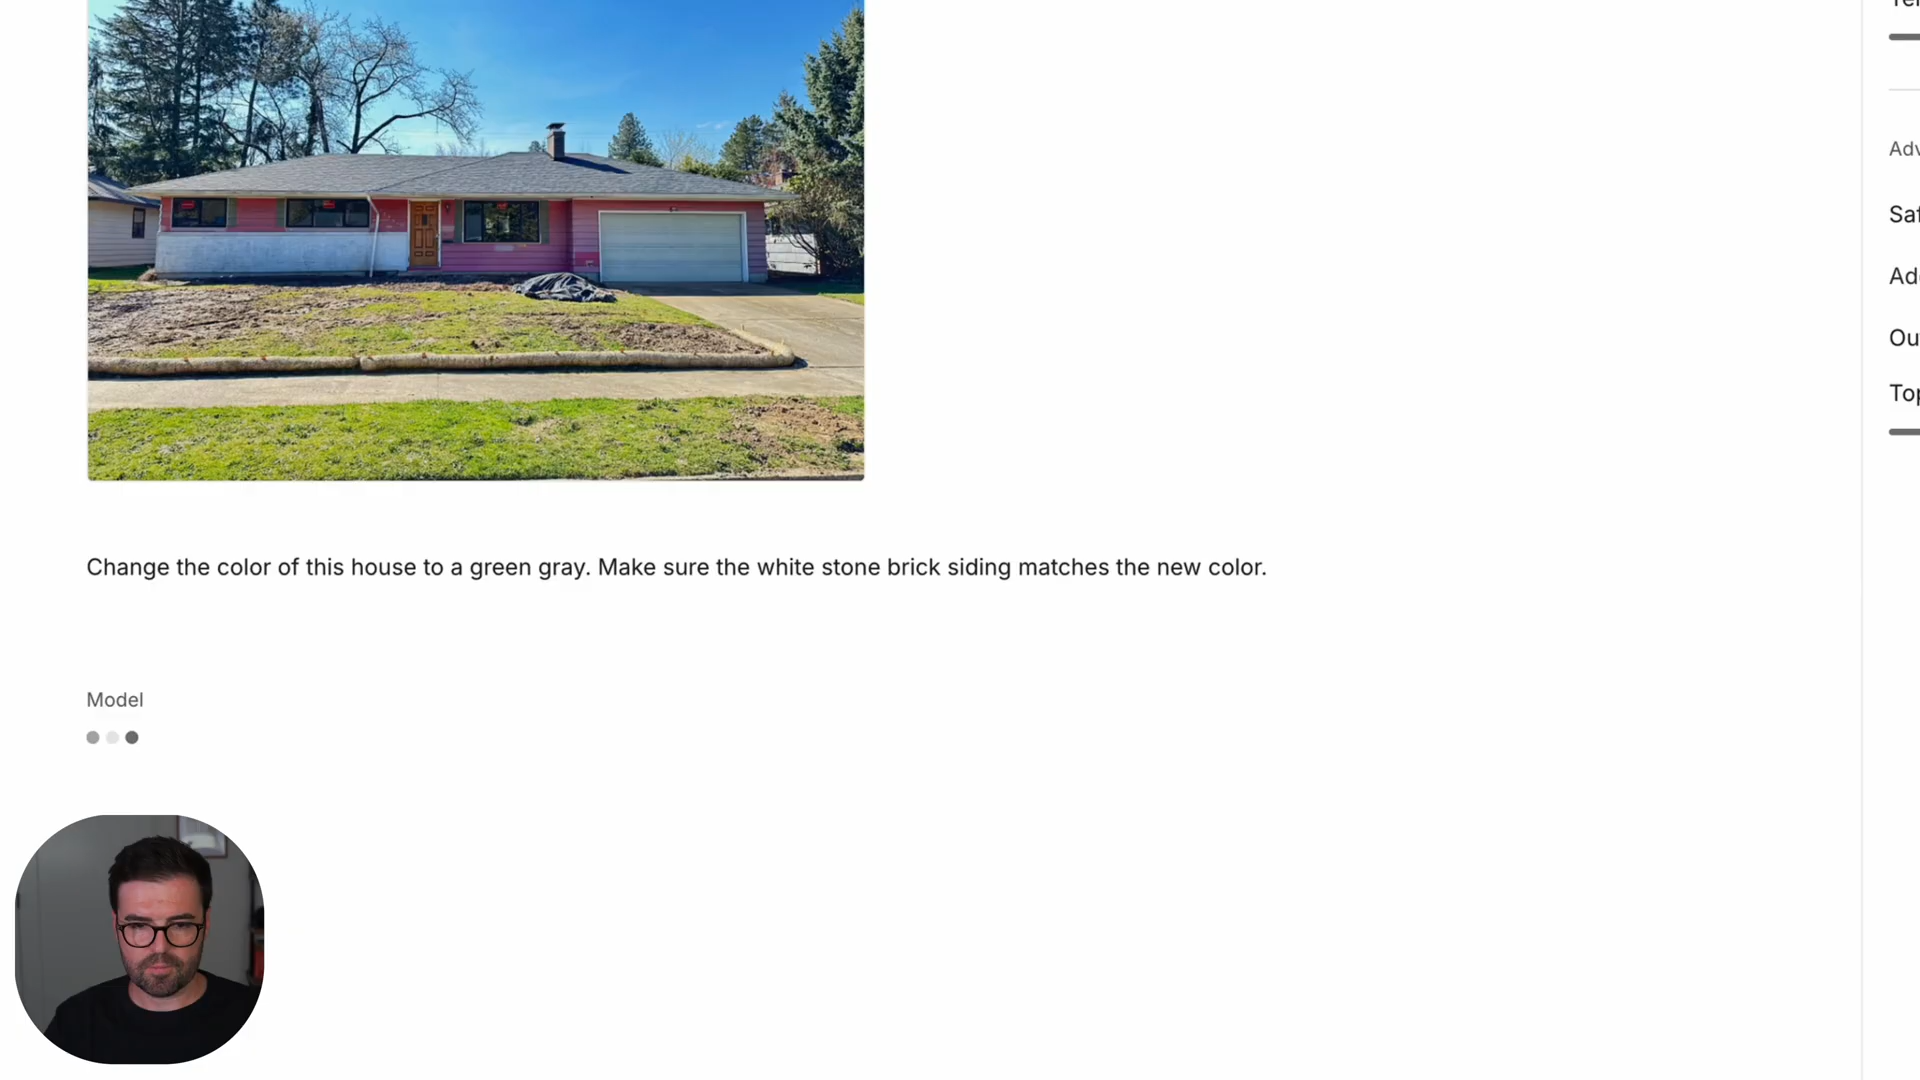 Change the color of this house to a green gray. Make sure the white stone brick siding matches the new color.
Model